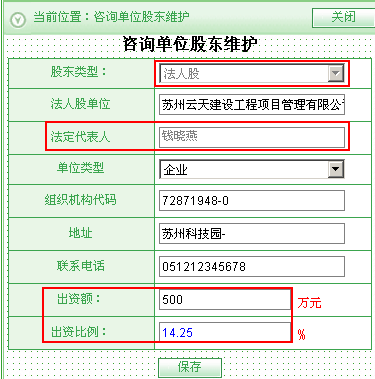 当前位置：咨询单位股东维护 关闭
咨询单位股东维护
股东类型： 法人股
法人股单位 苏州云天建设工程项目管理有限公
法定代表人 钱晓燕
单位类型 企业
组织机构代码 72871948-0
地址 苏州科技园-
联系电话 051212345678
出资额： 500 万元
出资比例： 14.25 %
保存